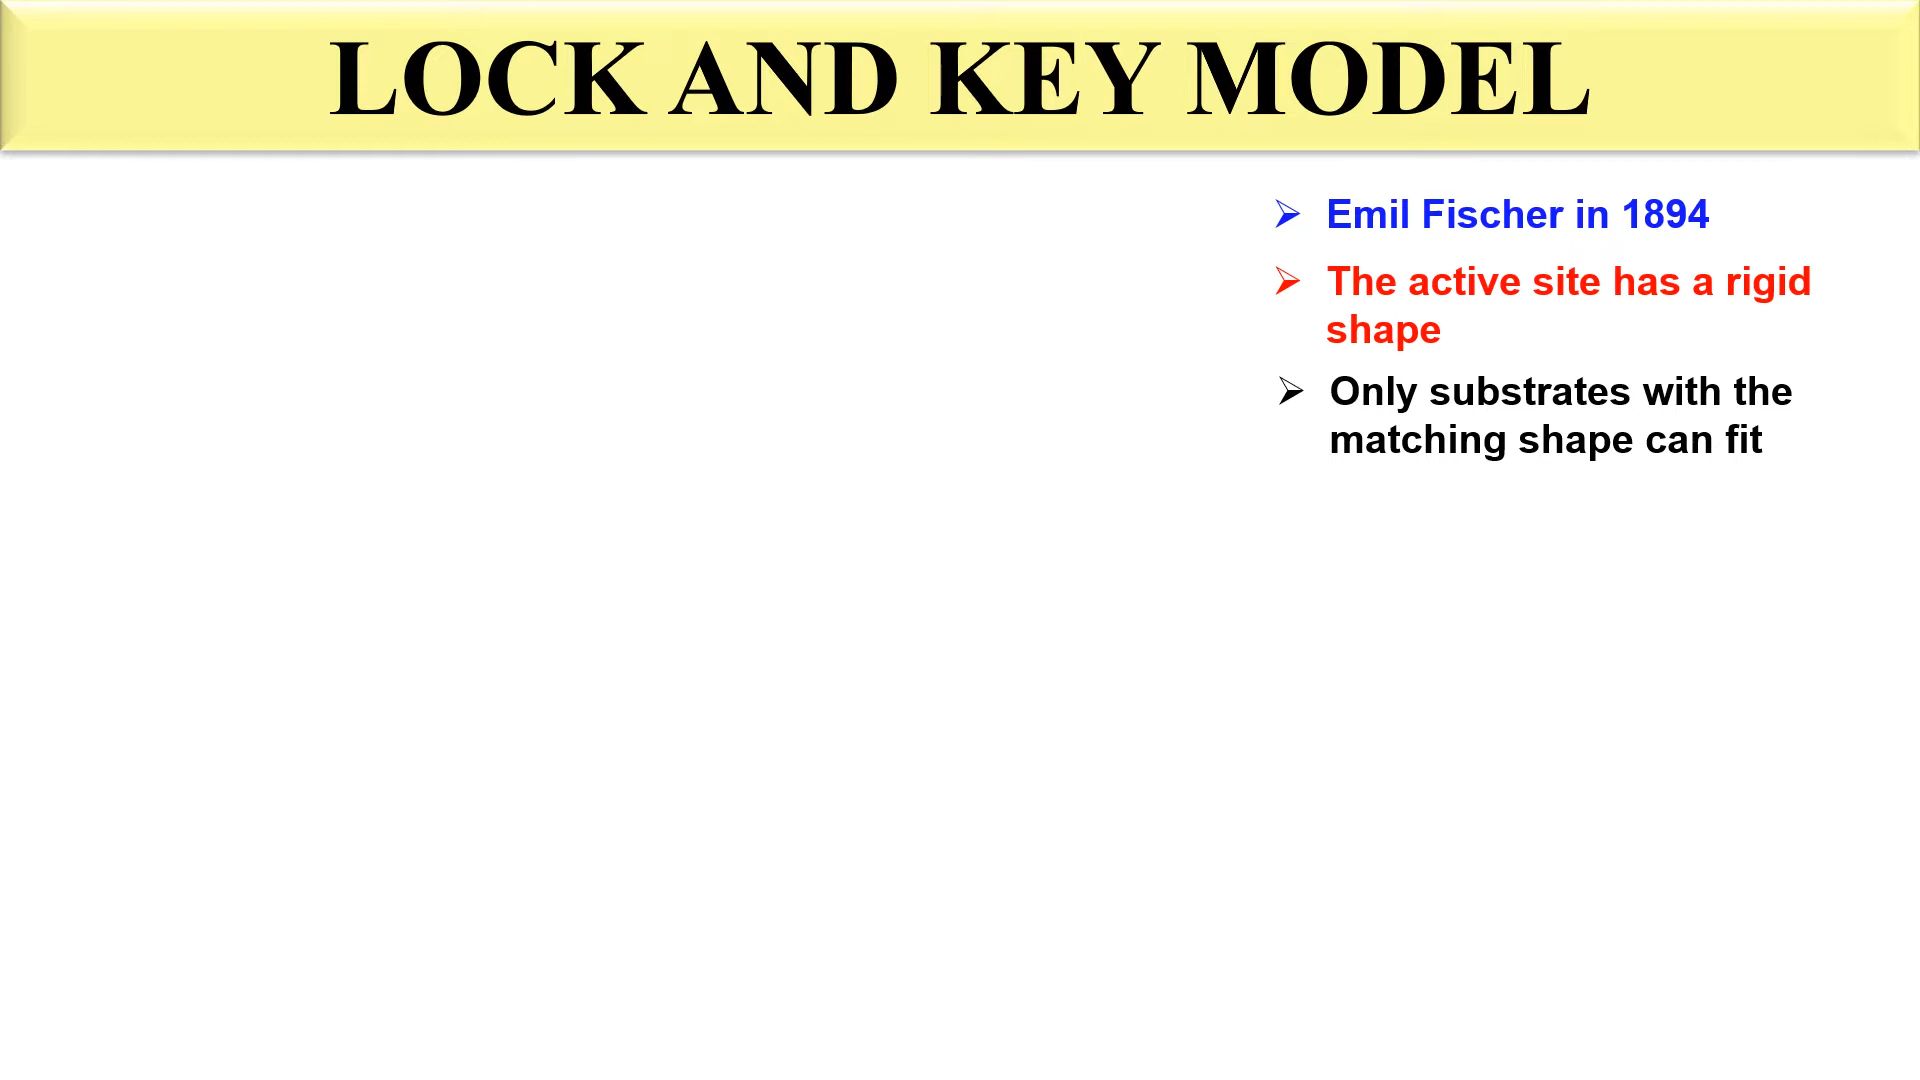 LOCK AND KEY MODEL
➢ Emil Fischer in 1894
➢ The active site has a rigid
shape
➢ Only substrates with the
matching shape can fit